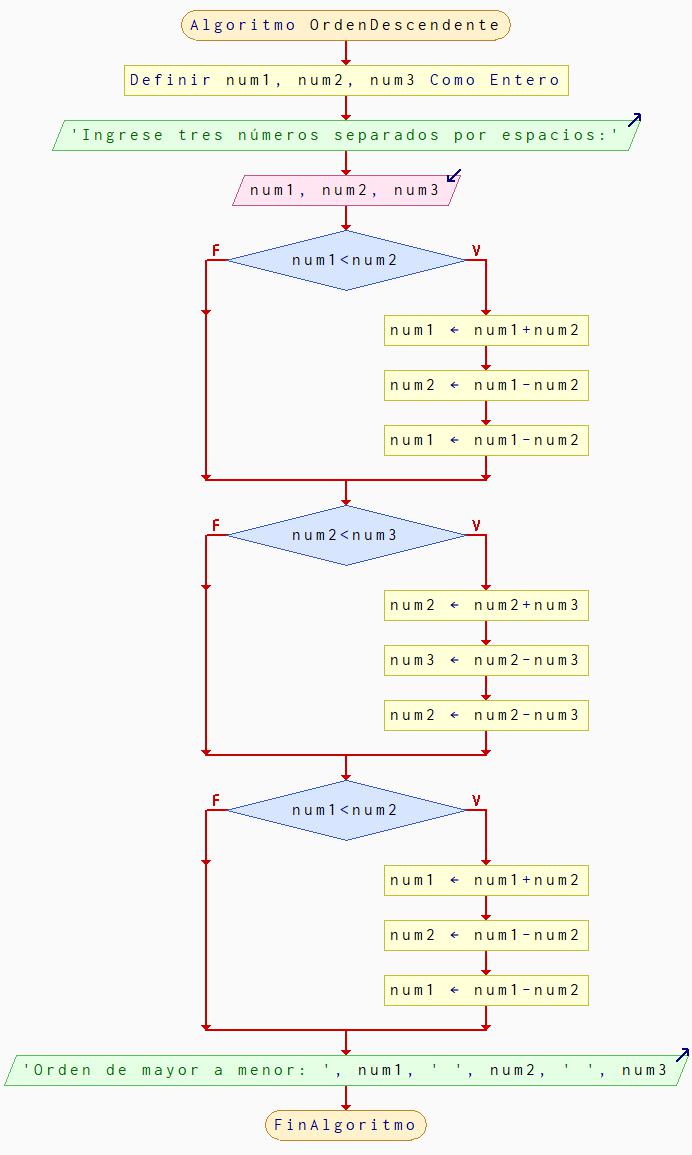 Algoritmo OrdenDescendente
Definir num1, num2, num3 Como Entero
'Ingrese tres números separados por espacios:'
num1, num2, num3
F
num1<num2
V
num1 ← num1+num2
num2 ← num1-num2
num1 ← num1-num2
F
num2<num3
V
num2 ← num2+num3
num3 ← num2-num3
num2 ← num2-num3
F
num1<num2
V
num1 ← num1+num2
num2 ← num1-num2
num1 ← num1-num2
'Orden de mayor a menor: ', num1, ' ', num2, ' ', num3
FinAlgoritmo